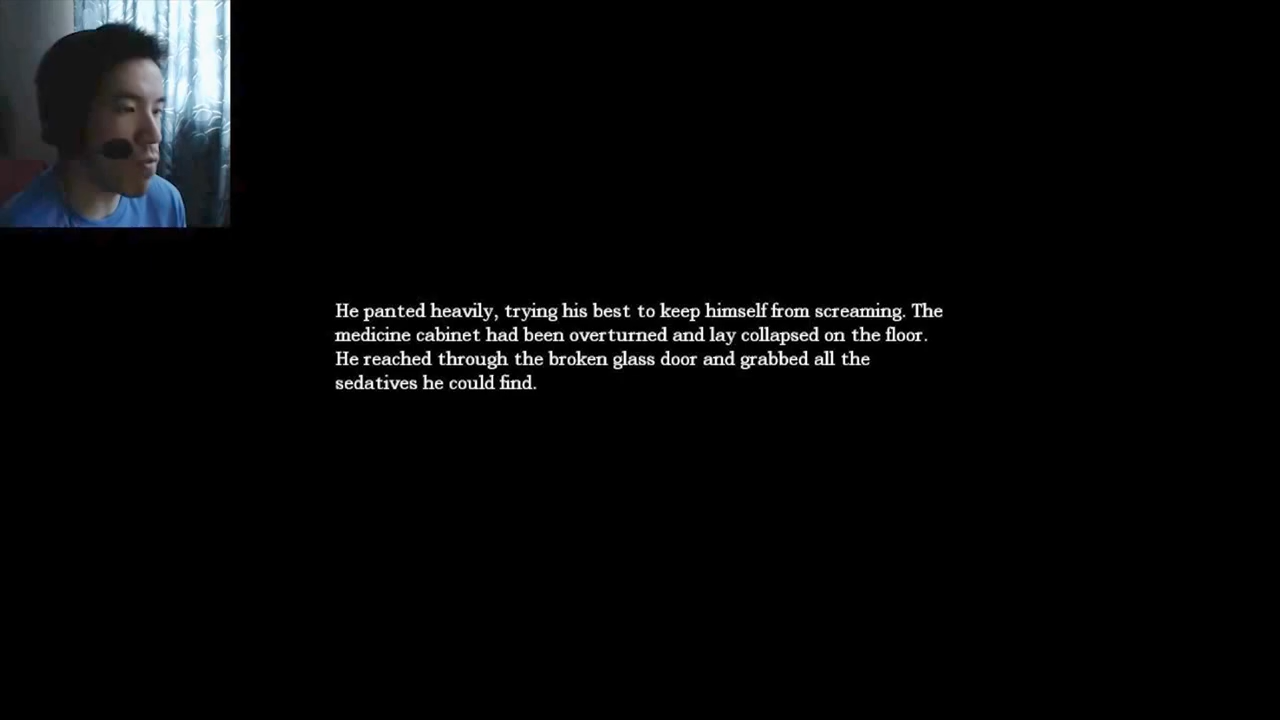 He panted heavily, trying his best to keep himself from screaming. The
medicine cabinet had been overturned and lay collapsed on the floor.
He reached through the broken glass door and grabbed all the
sedatives he could find.